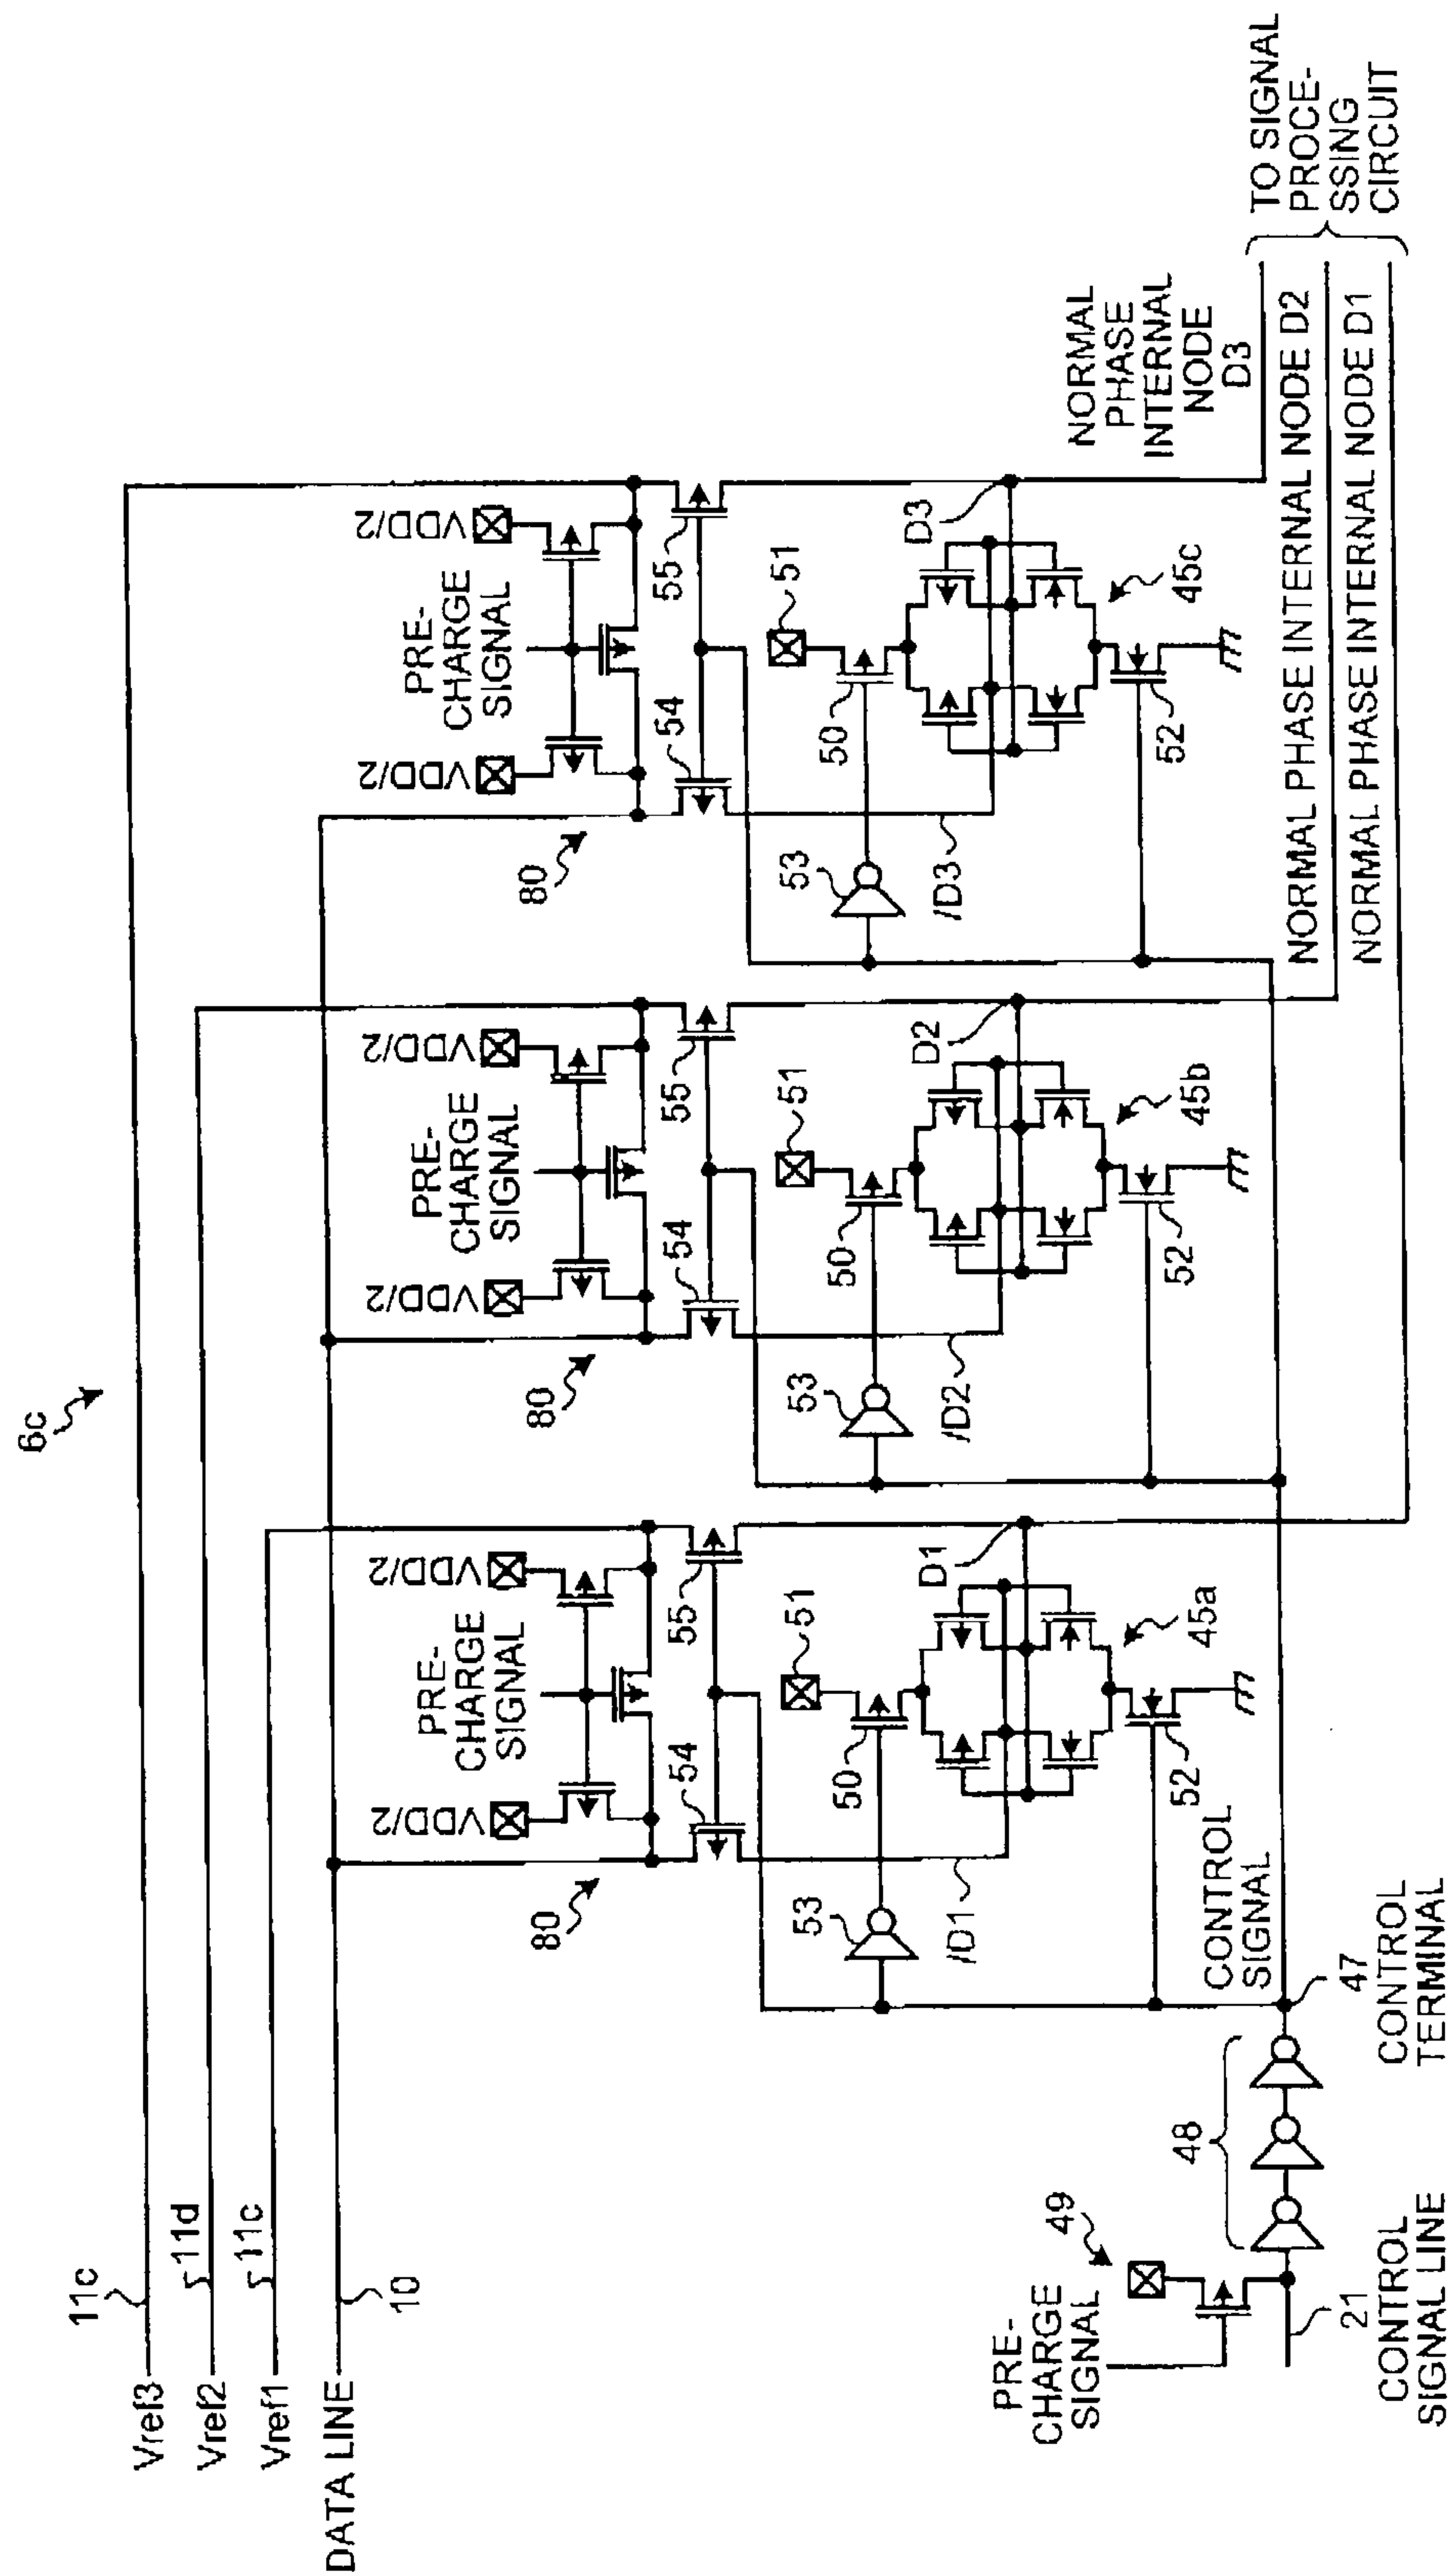 6c
11c
Vref3
11d
Vref2
11c
Vref1
DATA LINE
10
VDD/2
PRE-
CHARGE
SIGNAL
VDD/2
80
54
55
53
50
51
/D1
D1
45a
52
VDD/2
PRE-
CHARGE
SIGNAL
VDD/2
80
54
55
53
50
51
/D2
D2
45b
52
VDD/2
PRE-
CHARGE
SIGNAL
VDD/2
80
54
55
53
50
51
/D3
D3
45c
52
NORMAL
PHASE
INTERNAL
NODE
D3
NORMAL PHASE INTERNAL NODE D2
NORMAL PHASE INTERNAL NODE D1
TO SIGNAL
PROCE-
SSING
CIRCUIT
PRE-
CHARGE
SIGNAL
49
48
CONTROL
SIGNAL
21
CONTROL
SIGNAL LINE
47
CONTROL
TERMINAL